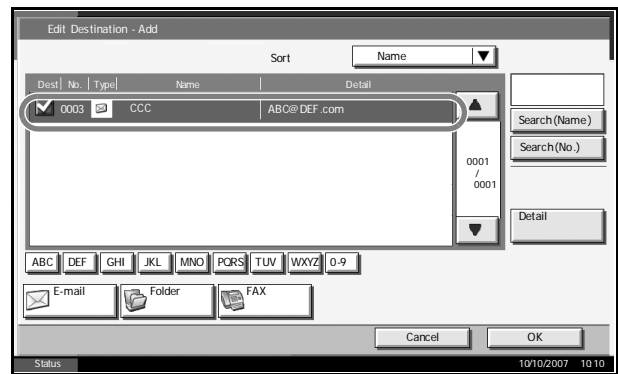 Edit Destination - Add
Sort Name
Dest No. Type Name Detail
0003 CCC ABC@DEF.com
Search(Name)
Search(No.)
0001
/
0001
Detail
ABC DEF GHI JKL MNO PQRS TUV WXYZ 0-9
E-mail Folder FAX
Cancel OK
Status 10/10/2007 10:10